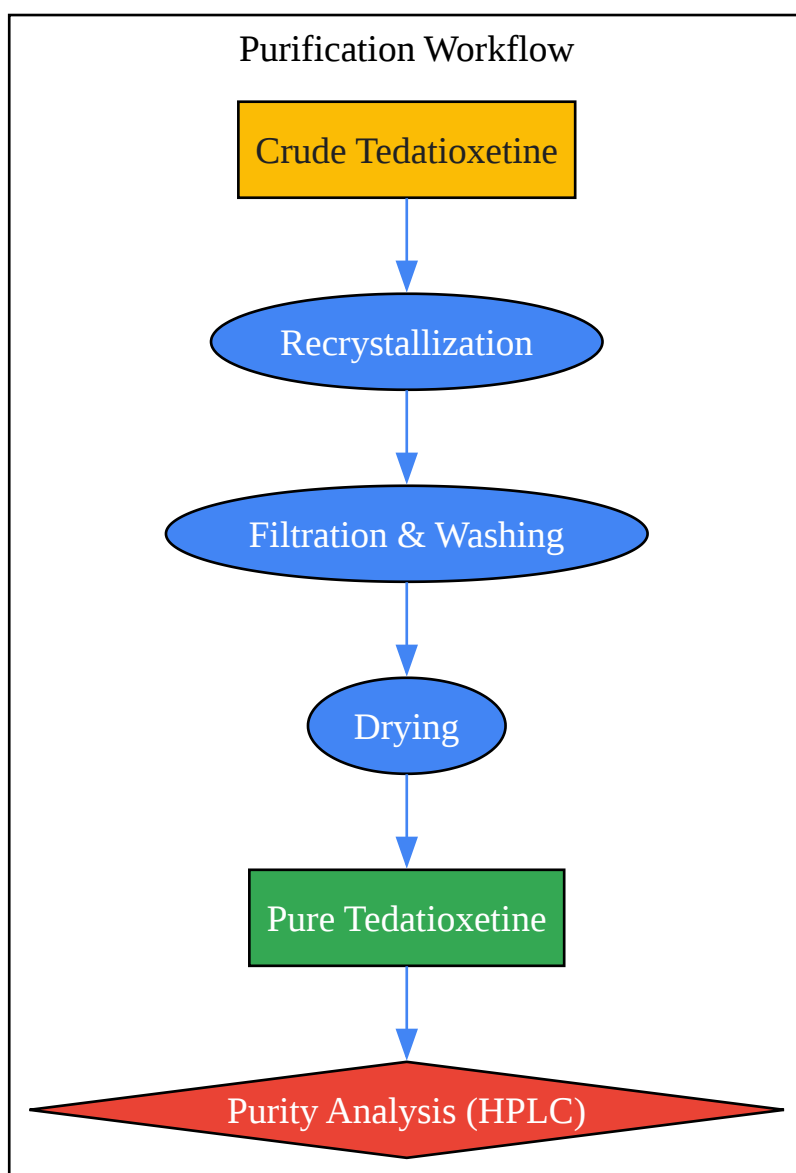 Purification Workflow
Crude Tedatioxetine
Recrystallization
Filtration & Washing
Drying
Pure Tedatioxetine
Purity Analysis (HPLC)